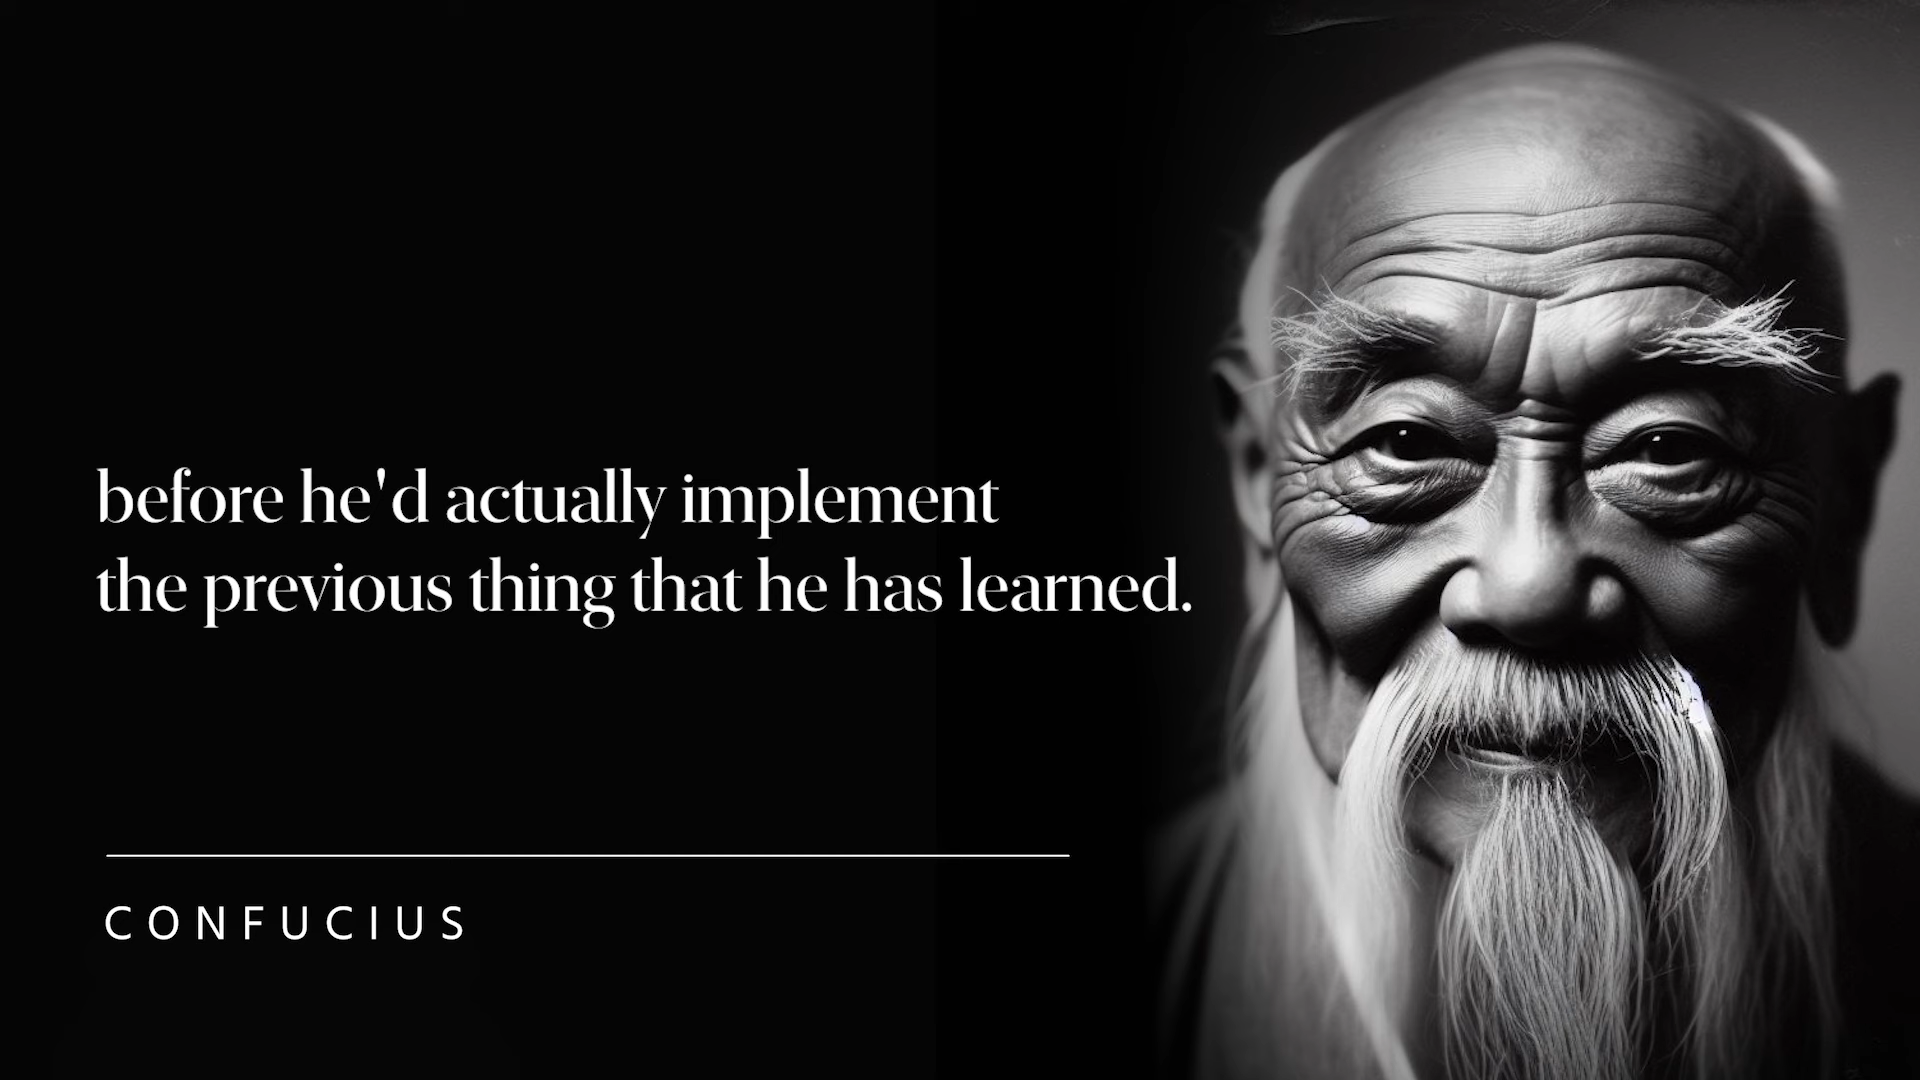 before he'd actually implement
the previous thing that he has learned.
CONFUCIUS